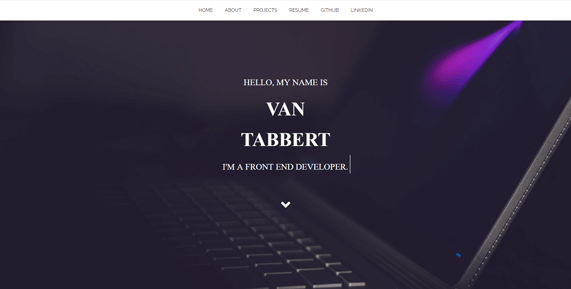 HOME ABOUT PROJECTS RESUME GITHUB LINKEDIN
HELLO, MY NAME IS
VAN
TABBERT
I'M A FRONT END DEVELOPER.